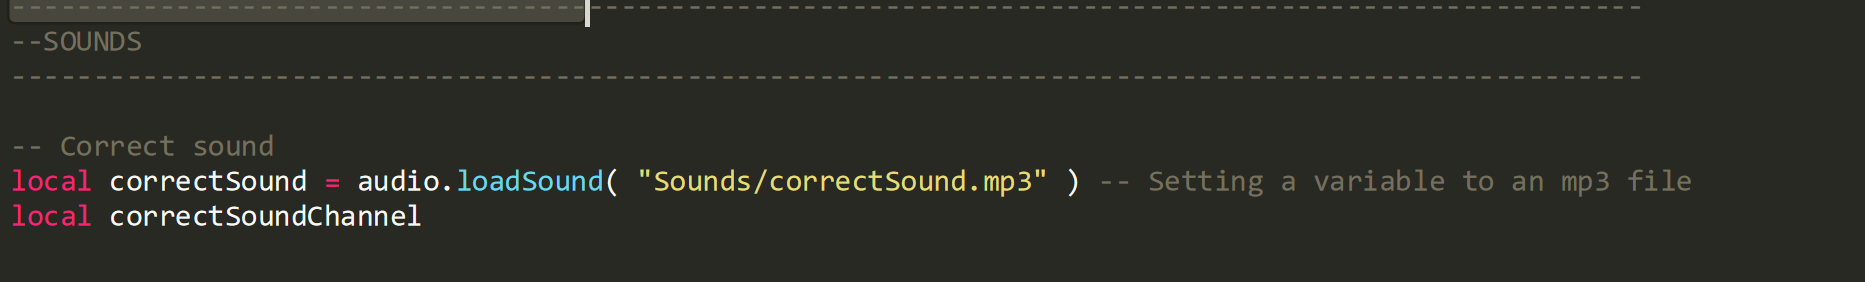 ---------------------------------------------------------------------------------------------------
--SOUNDS
---------------------------------------------------------------------------------------------------
-- Correct sound
local correctSound = audio.loadSound( "Sounds/correctSound.mp3" ) -- Setting a variable to an mp3 file
local correctSoundChannel